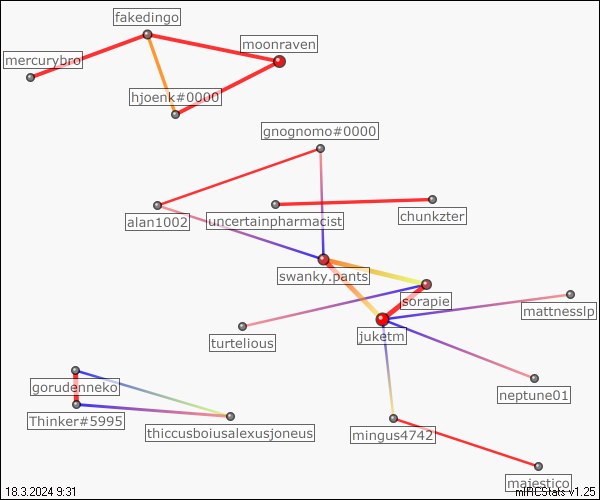 fakedingo
moonraven
mercurybro
hjoenk#0000
gnognomo#0000
alan1002
uncertainpharmacist
chunkzter
swanky.pants
sorapie
mattnesslp
juketm
turtelious
gorudenneko
neptune01
Thinker#5995
thiccusboiusalexusjoneus
mingus4742
majestico
18.3.2024 9:31
mIRCStats v1.25